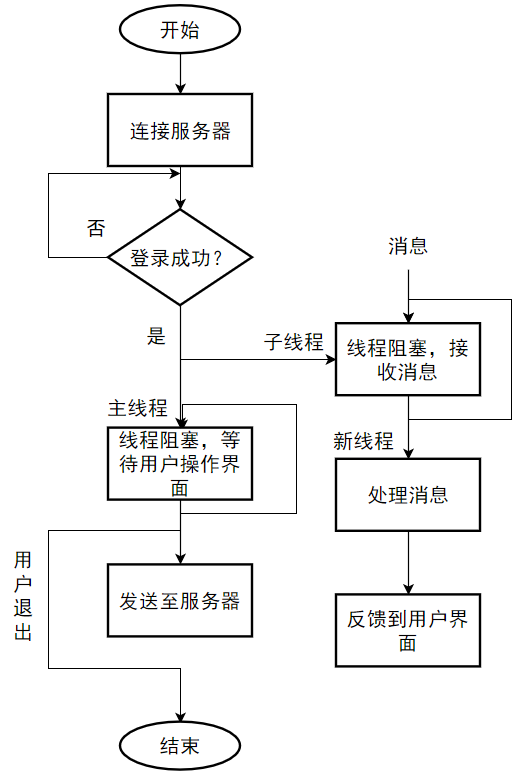 开始
连接服务器
否
登录成功?
是
消息
子线程
线程阻塞，接
收消息
主线程
线程阻塞，等
待用户操作界
面
新线程
处理消息
用
户
退
出
发送至服务器
反馈到用户界
面
结束